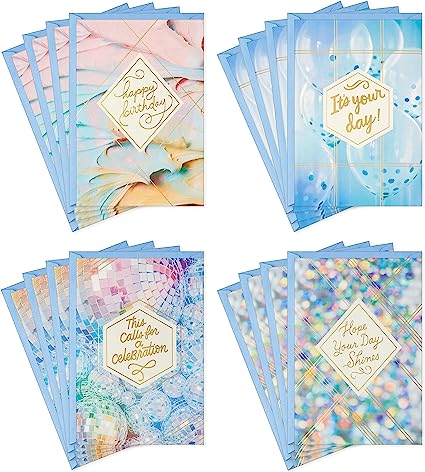 happy
birthday
It's your
day!
This
calls for
a
celebration
Hope
Your Day
Shines